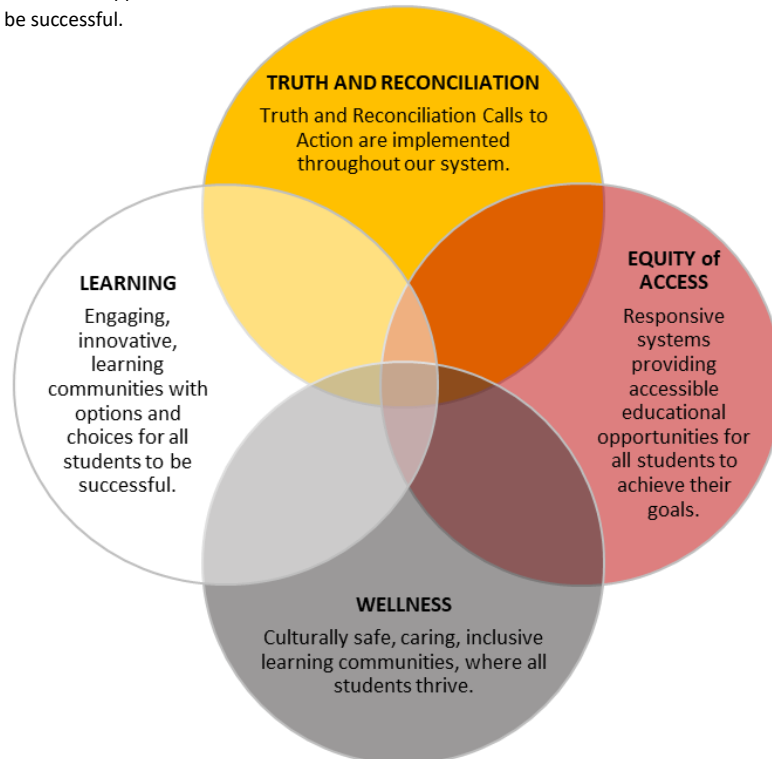 be successful.
TRUTH AND RECONCILIATION
Truth and Reconciliation Calls to
Action are implemented
throughout our system.
LEARNING
Engaging,
innovative,
learning
communities with
options and
choices for all
students to be
successful.
EQUITY of
ACCESS
Responsive
systems
providing
accessible
educational
opportunities for
all students to
achieve their
goals.
WELLNESS
Culturally safe, caring, inclusive
learning communities, where all
students thrive.